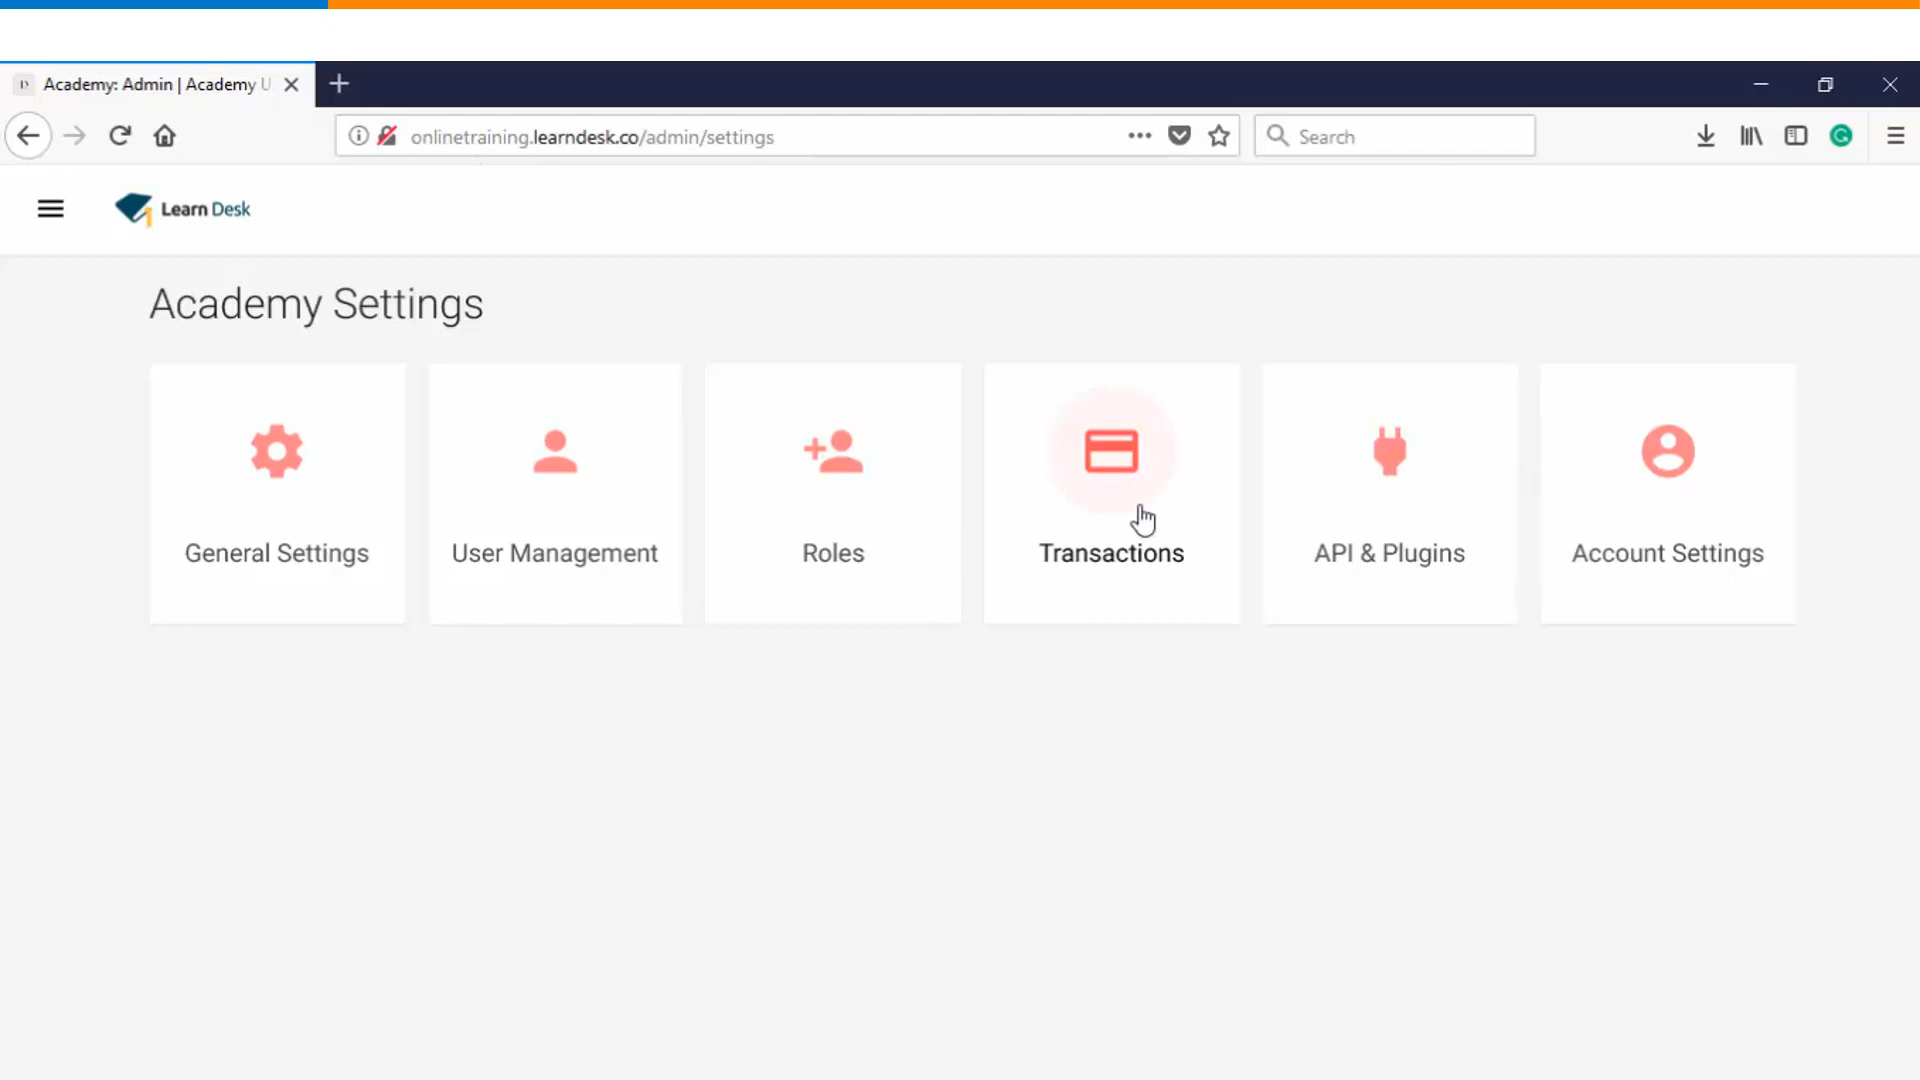 Academy: Admin | Academy U
onlinetraining.learndesk.co/admin/settings
Search
Learn Desk
Academy Settings
General Settings
User Management
Roles
Transactions
API & Plugins
Account Settings